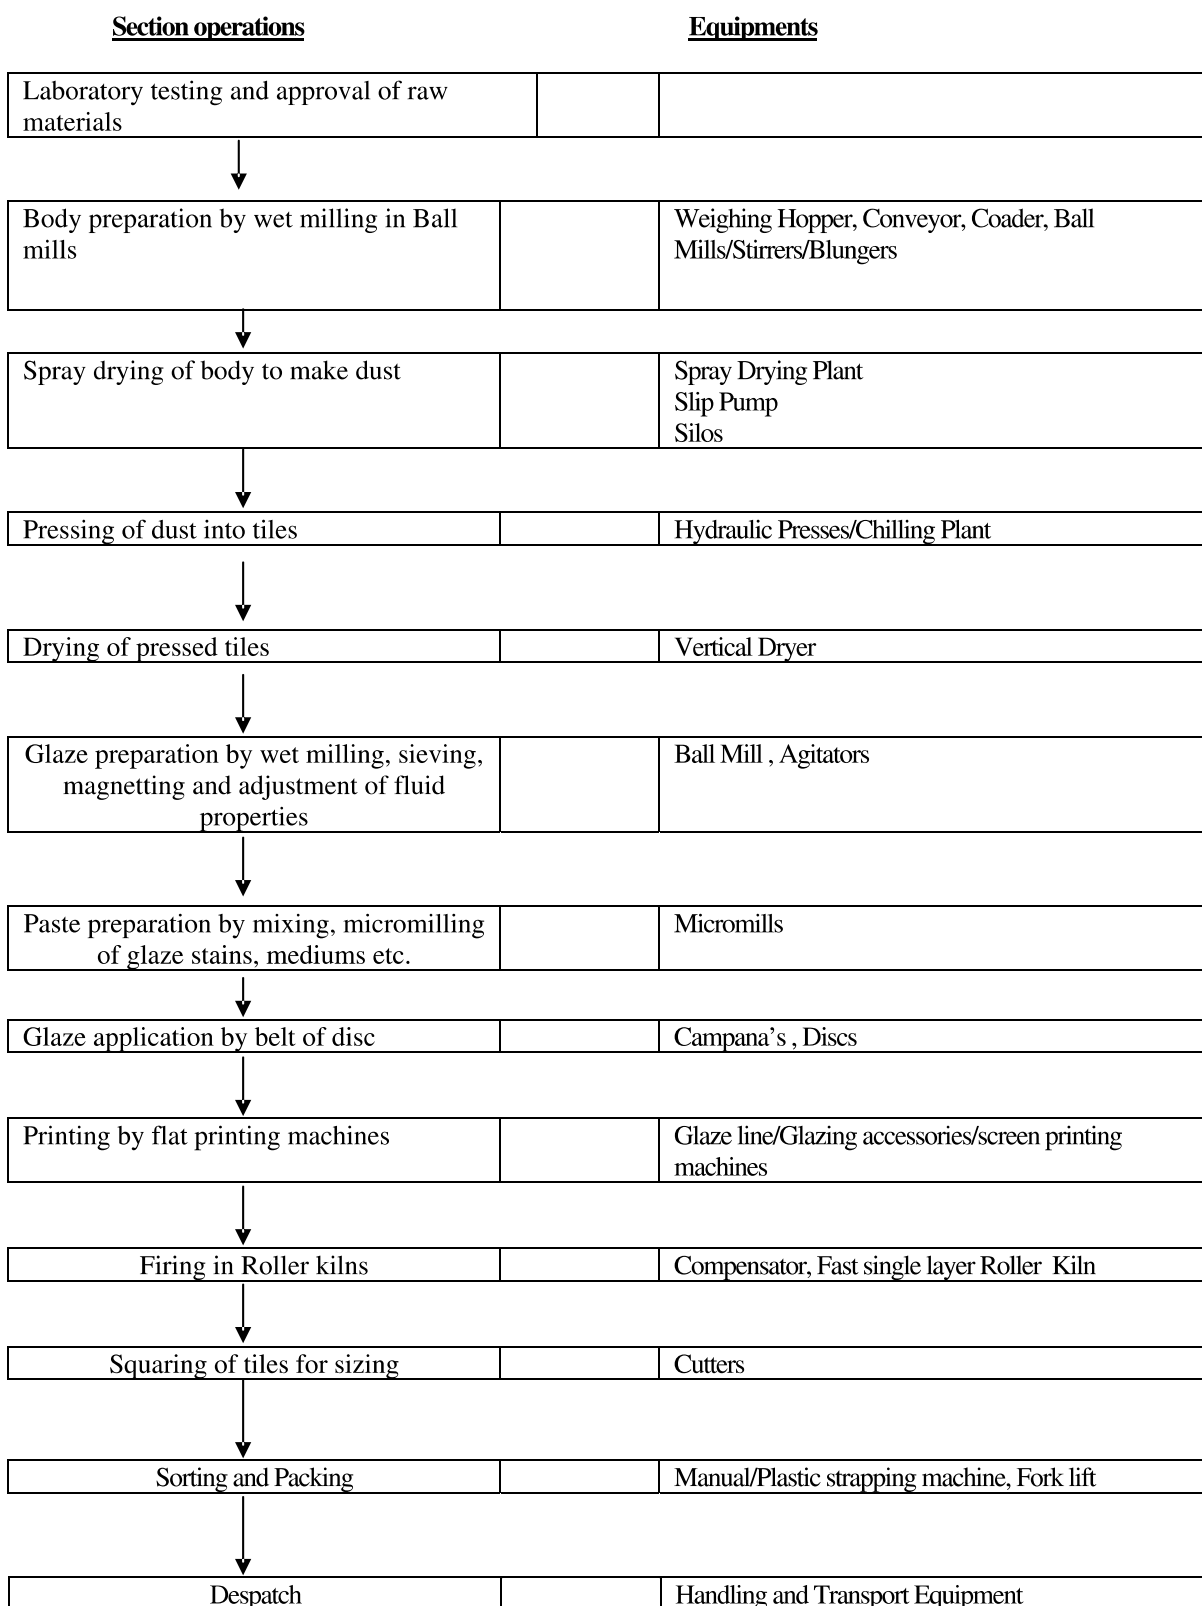 Section operations Equipments
Laboratory testing and approval of raw
materials
Body preparation by wet milling in Ball
mills
Weighing Hopper, Conveyor, Coader, Ball
Mills/Stirrers/Blungers
Spray drying of body to make dust
Spray Drying Plant
Slip Pump
Silos
Pressing of dust into tiles
Hydraulic Presses/Chilling Plant
Drying of pressed tiles
Vertical Dryer
Glaze preparation by wet milling, sieving,
magnetting and adjustment of fluid
properties
Ball Mill , Agitators
Paste preparation by mixing, micromilling
of glaze stains, mediums etc.
Micromills
Glaze application by belt of disc
Campana’s , Discs
Printing by flat printing machines
Glaze line/Glazing accessories/screen printing
machines
Firing in Roller kilns
Compensator, Fast single layer Roller Kiln
Squaring of tiles for sizing
Cutters
Sorting and Packing
Manual/Plastic strapping machine, Fork lift
Despatch
Handling and Transport Equipment